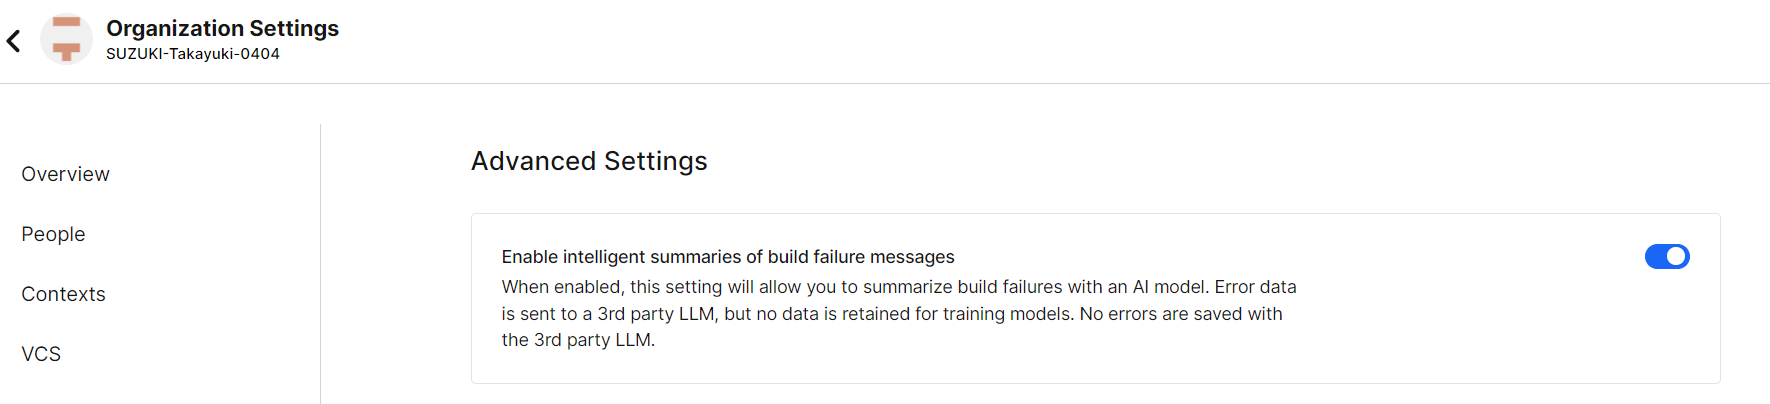 Organization Settings
SUZUKI-Takayuki-0404
Overview
People
Contexts
VCS
Advanced Settings
Enable intelligent summaries of build failure messages
When enabled, this setting will allow you to summarize build failures with an AI model. Error data
is sent to a 3rd party LLM, but no data is retained for training models. No errors are saved with
the 3rd party LLM.